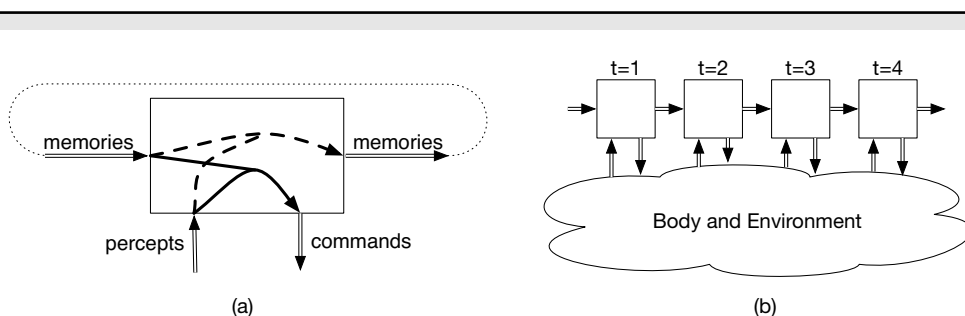 t=1 t=2 t=3 t=4
memories memories
Body and Environment
percepts commands
(a) (b)